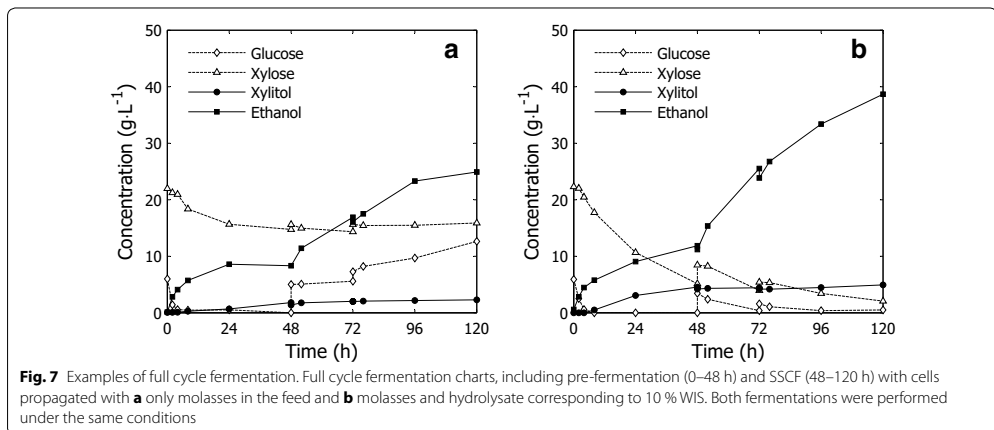 50
40
30
20
10
0
0 24 48 72 96 120
Concentration (g·L⁻¹)
Time (h)
a
Glucose
Xylose
Xylitol
Ethanol
50
40
30
20
10
0
0 24 48 72 96 120
Concentration (g·L⁻¹)
Time (h)
b
Glucose
Xylose
Xylitol
Ethanol
Fig. 7 Examples of full cycle fermentation. Full cycle fermentation charts, including pre-fermentation (0–48 h) and SSCF (48–120 h) with cells
propagated with a only molasses in the feed and b molasses and hydrolysate corresponding to 10 % WIS. Both fermentations were performed
under the same conditions